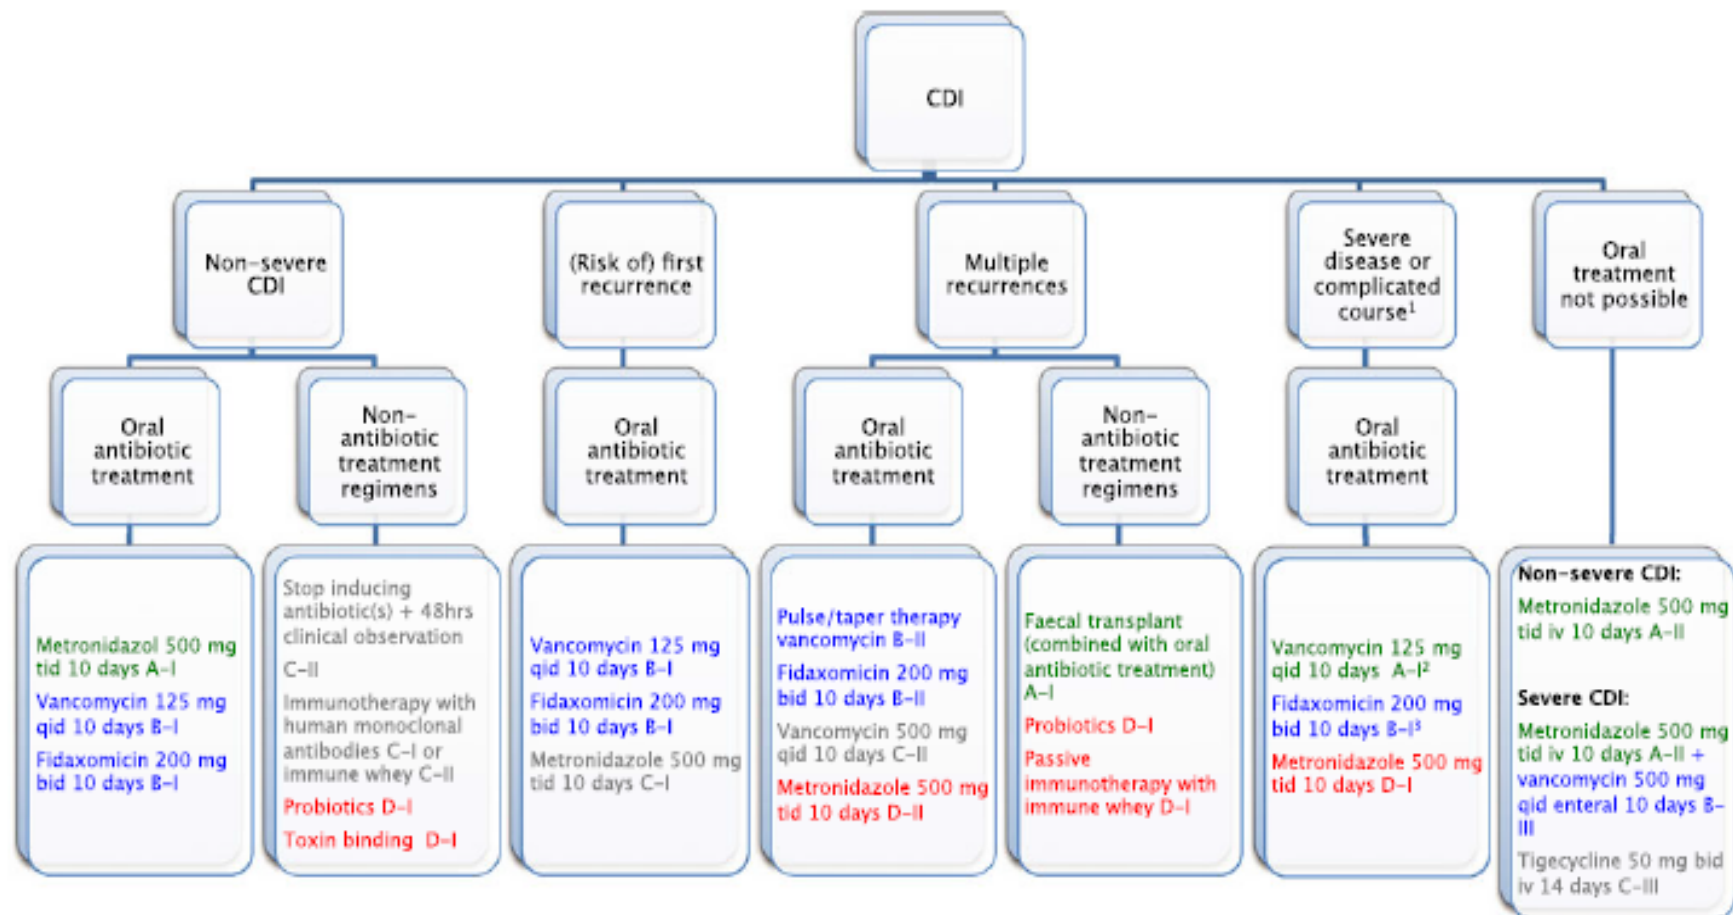 CDI
Non-severe
CDI
(Risk of) first
recurrence
Multiple
recurrences
Severe
disease or
complicated
course¹
Oral
treatment
not possible
Oral
antibiotic
treatment
Non-
antibiotic
treatment
regimens
Oral
antibiotic
treatment
Oral
antibiotic
treatment
Non-
antibiotic
treatment
regimens
Oral
antibiotic
treatment
Metronidazol 500 mg
tid 10 days A-I
Vancomycin 125 mg
qid 10 days B-I
Fidaxomicin 200 mg
bid 10 days B-I
Stop inducing
antibiotic(s) + 48hrs
clinical observation
C-II
Immunotherapy with
human monoclonal
antibodies C-I or
immune whey C-II
Probiotics D-I
Toxin binding D-I
Vancomycin 125 mg
qid 10 days B-I
Fidaxomicin 200 mg
bid 10 days B-I
Metronidazole 500 mg
tid 10 days C-I
Pulse/taper therapy
vancomycin B-II
Fidaxomicin 200 mg
bid 10 days B-II
Vancomycin 500 mg
qid 10 days C-II
Metronidazole 500 mg
tid 10 days D-II
Faecal transplant
(combined with oral
antibiotic treatment)
A-I
Probiotics D-I
Passive
immunotherapy with
immune whey D-I
Vancomycin 125 mg
qid 10 days A-I²
Fidaxomicin 200 mg
bid 10 days B-I³
Metronidazole 500 mg
tid 10 days D-I
Non-severe CDI:
Metronidazole 500 mg
tid iv 10 days A-II
Severe CDI:
Metronidazole 500 mg
tid iv 10 days A-II +
vancomycin 500 mg
qid enteral 10 days B-
III
Tigecycline 50 mg bid
iv 14 days C-III